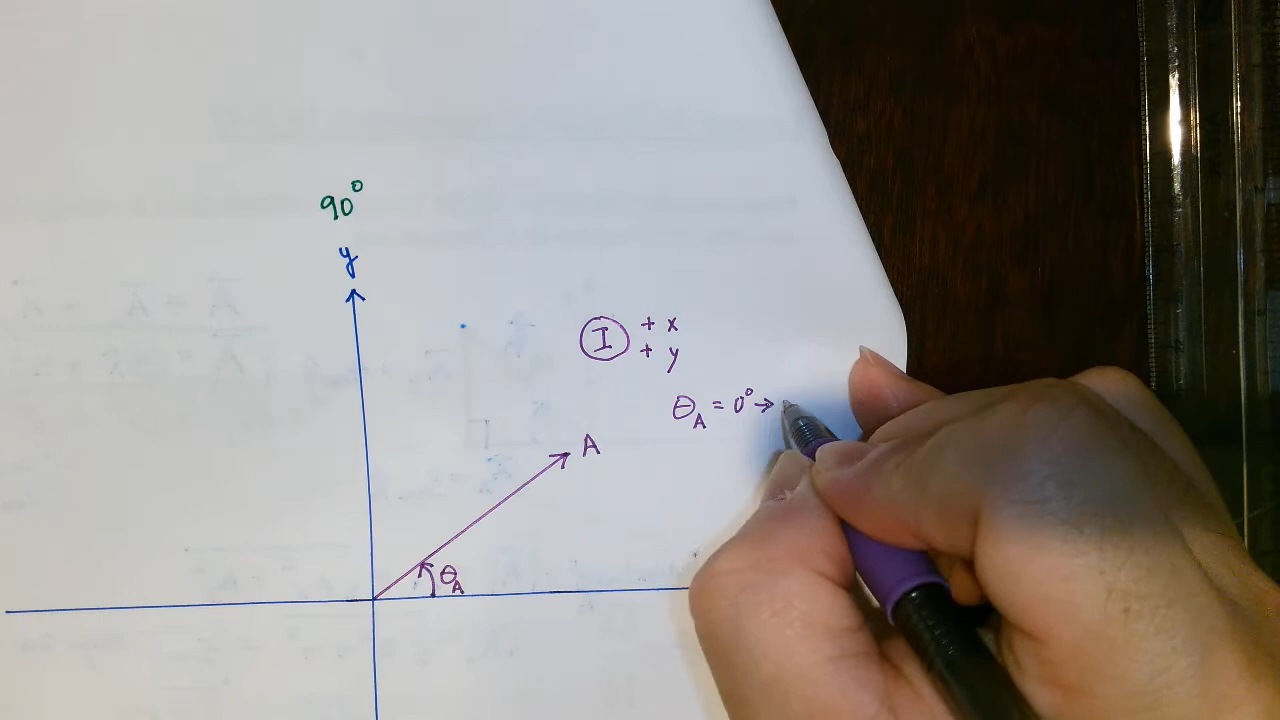 90°
y
I + x
+ y
θA = 0° →
A
θA